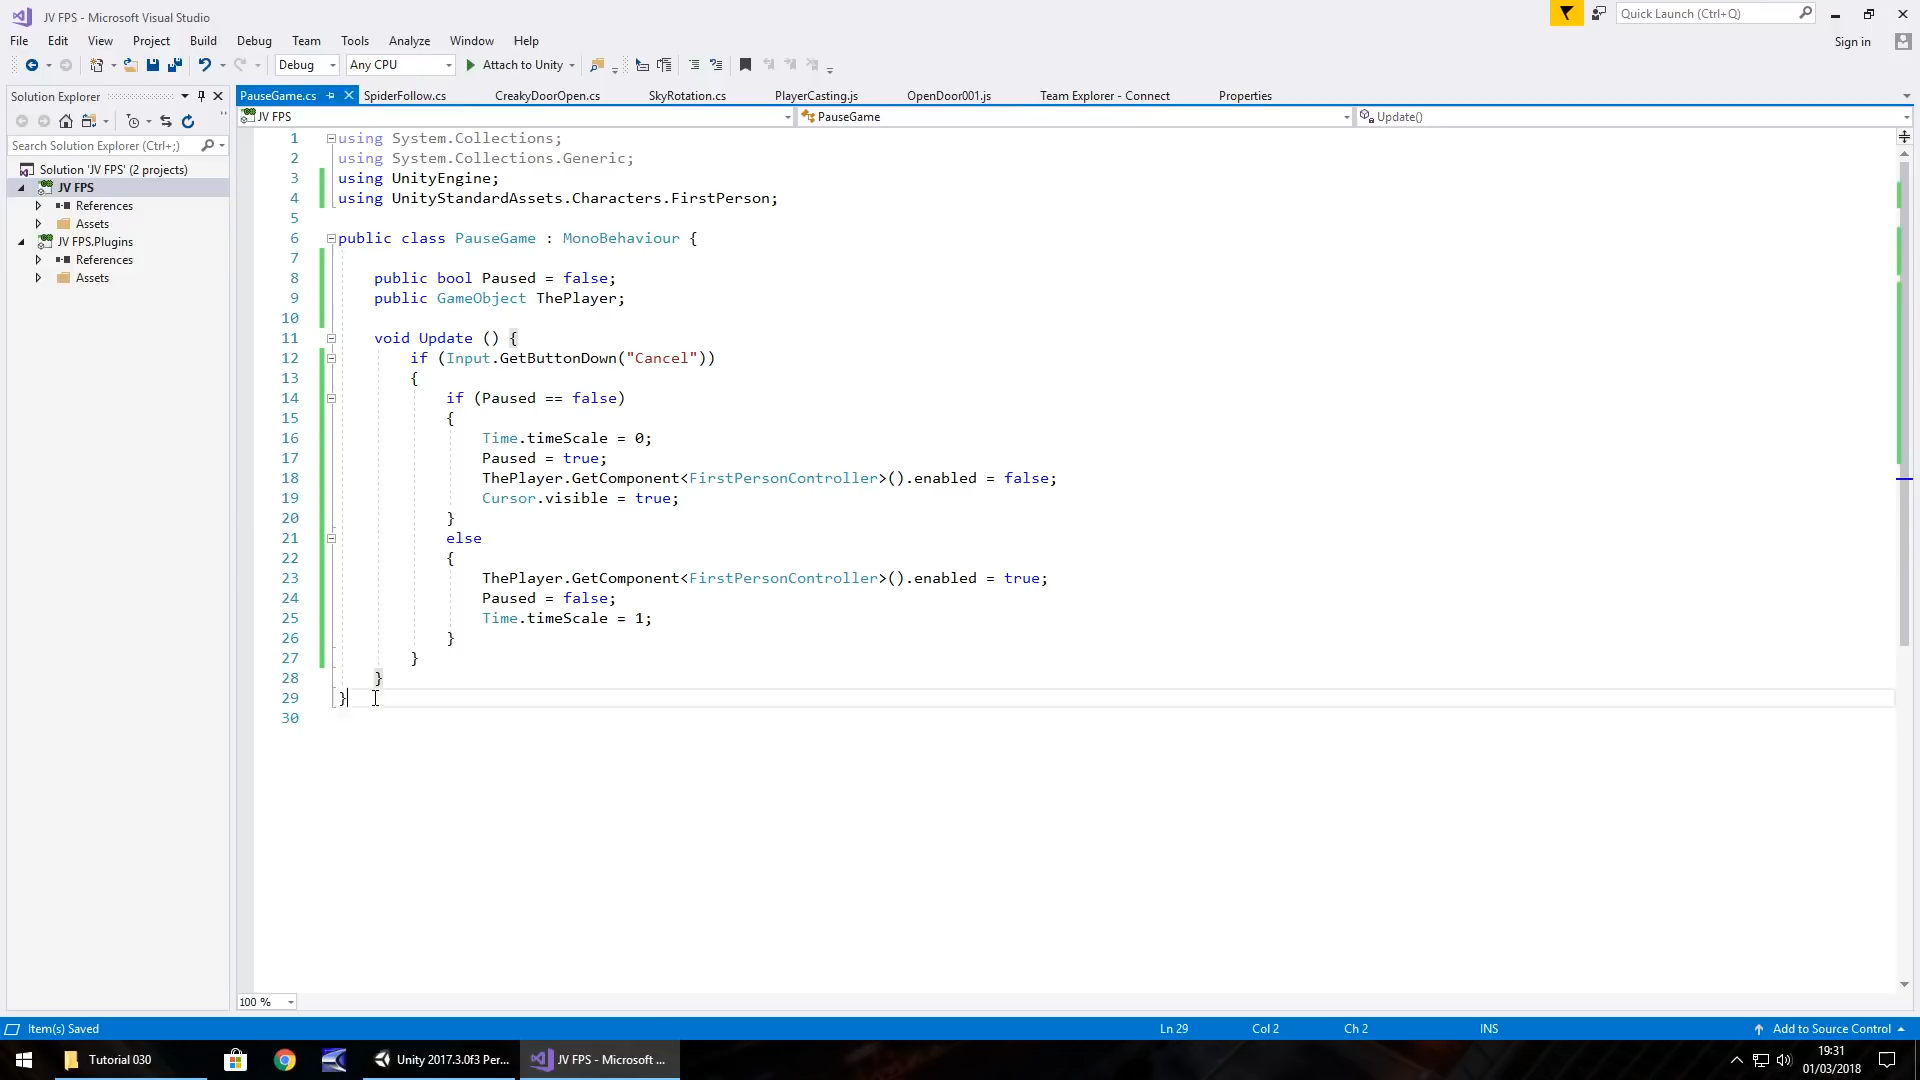 JV FPS - Microsoft Visual Studio
Quick Launch (Ctrl+Q)
File Edit View Project Build Debug Team Tools Analyze Window Help
Sign in
Debug Any CPU Attach to Unity
Solution Explorer
PauseGame.cs SpiderFollow.cs CreakyDoorOpen.cs SkyRotation.cs PlayerCasting.js OpenDoor001.js Team Explorer - Connect Properties
JV FPS PauseGame Update()
Search Solution Explorer (Ctrl+;)
Solution 'JV FPS' (2 projects)
JV FPS
References
Assets
JV FPS.Plugins
References
Assets
1 using System.Collections;
2 using System.Collections.Generic;
3 using UnityEngine;
4 using UnityStandardAssets.Characters.FirstPerson;
5
6 public class PauseGame : MonoBehaviour {
7
8 public bool Paused = false;
9 public GameObject ThePlayer;
10
11 void Update () {
12 if (Input.GetButtonDown("Cancel"))
13 {
14 if (Paused == false)
15 {
16 Time.timeScale = 0;
17 Paused = true;
18 ThePlayer.GetComponent<FirstPersonController>().enabled = false;
19 Cursor.visible = true;
20 }
21 else
22 {
23 ThePlayer.GetComponent<FirstPersonController>().enabled = true;
24 Paused = false;
25 Time.timeScale = 1;
26 }
27 }
28 }
29 }
30
100 %
Item(s) Saved Ln 29 Col 2 Ch 2 INS Add to Source Control
Tutorial 030 Unity 2017.3.0f3 Per... JV FPS - Microsoft ...
19:31
01/03/2018